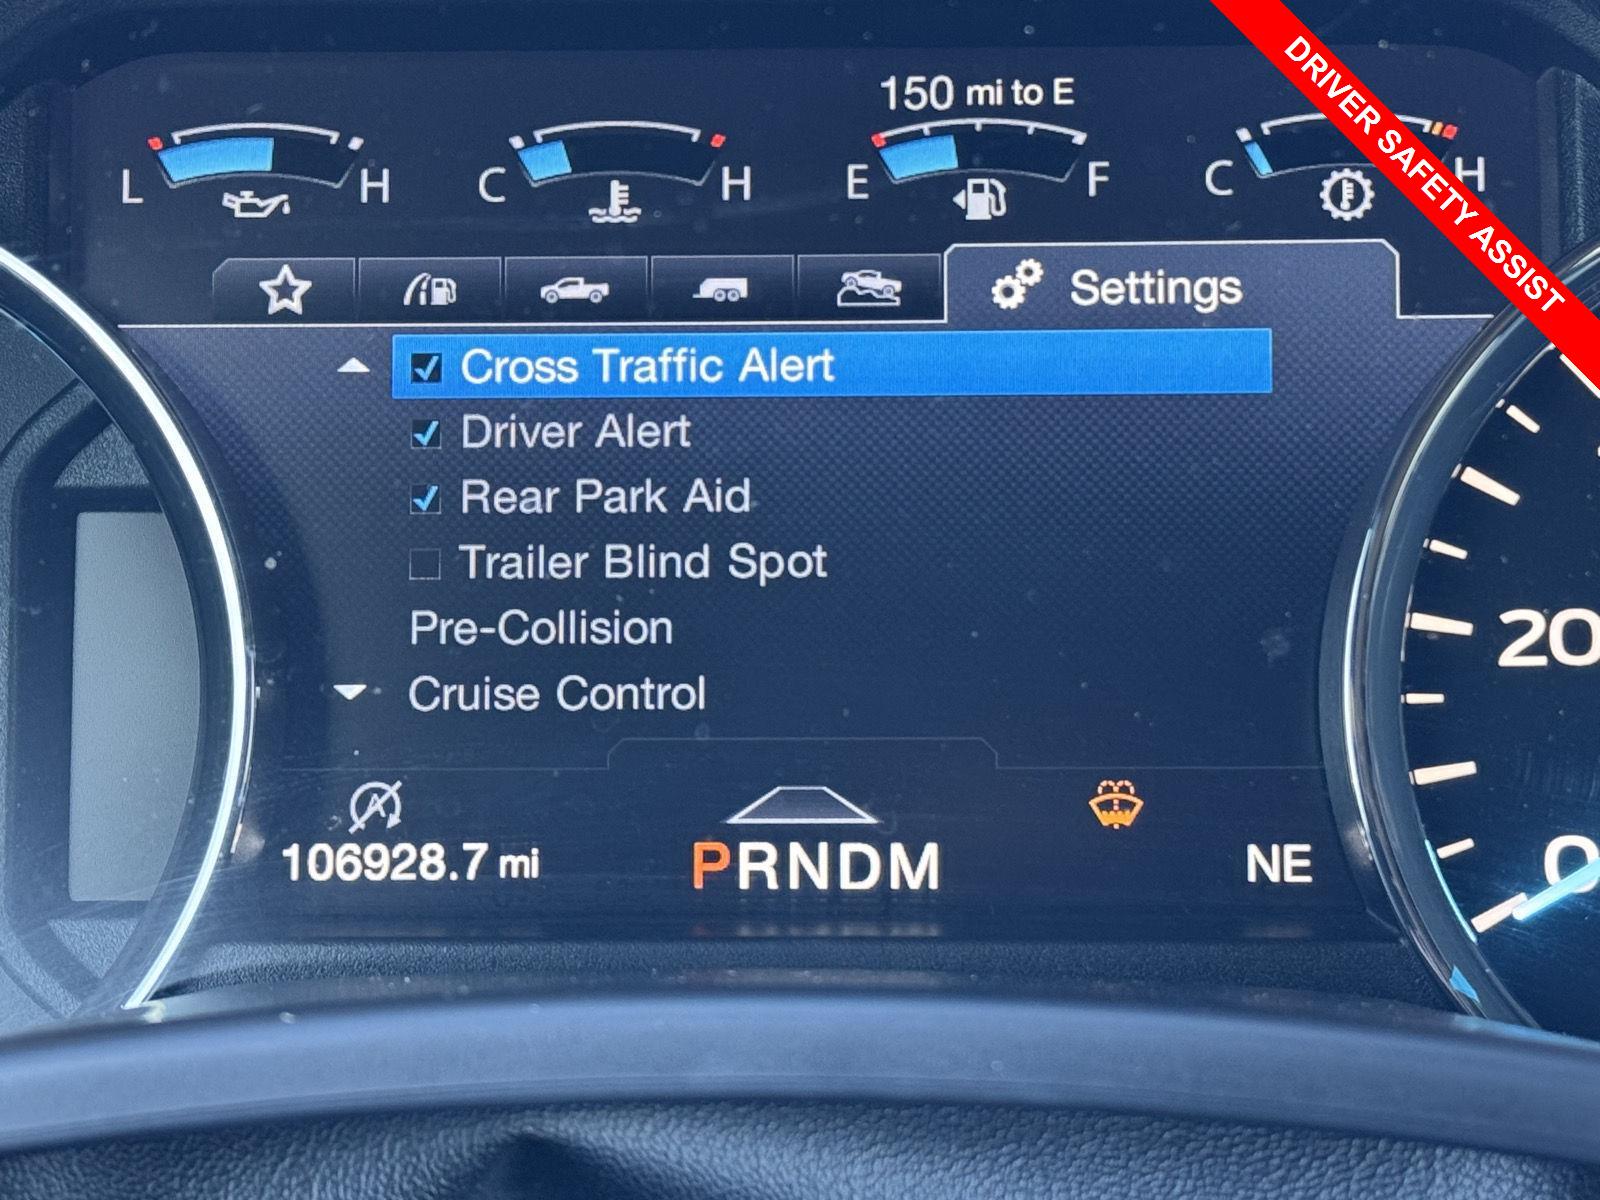 150 mi to E
L H C H E F C H
Settings
Cross Traffic Alert
Driver Alert
Rear Park Aid
Trailer Blind Spot
Pre-Collision
Cruise Control
A
106928.7 mi
PRNDM
NE
20
0
DRIVER SAFETY ASSIST